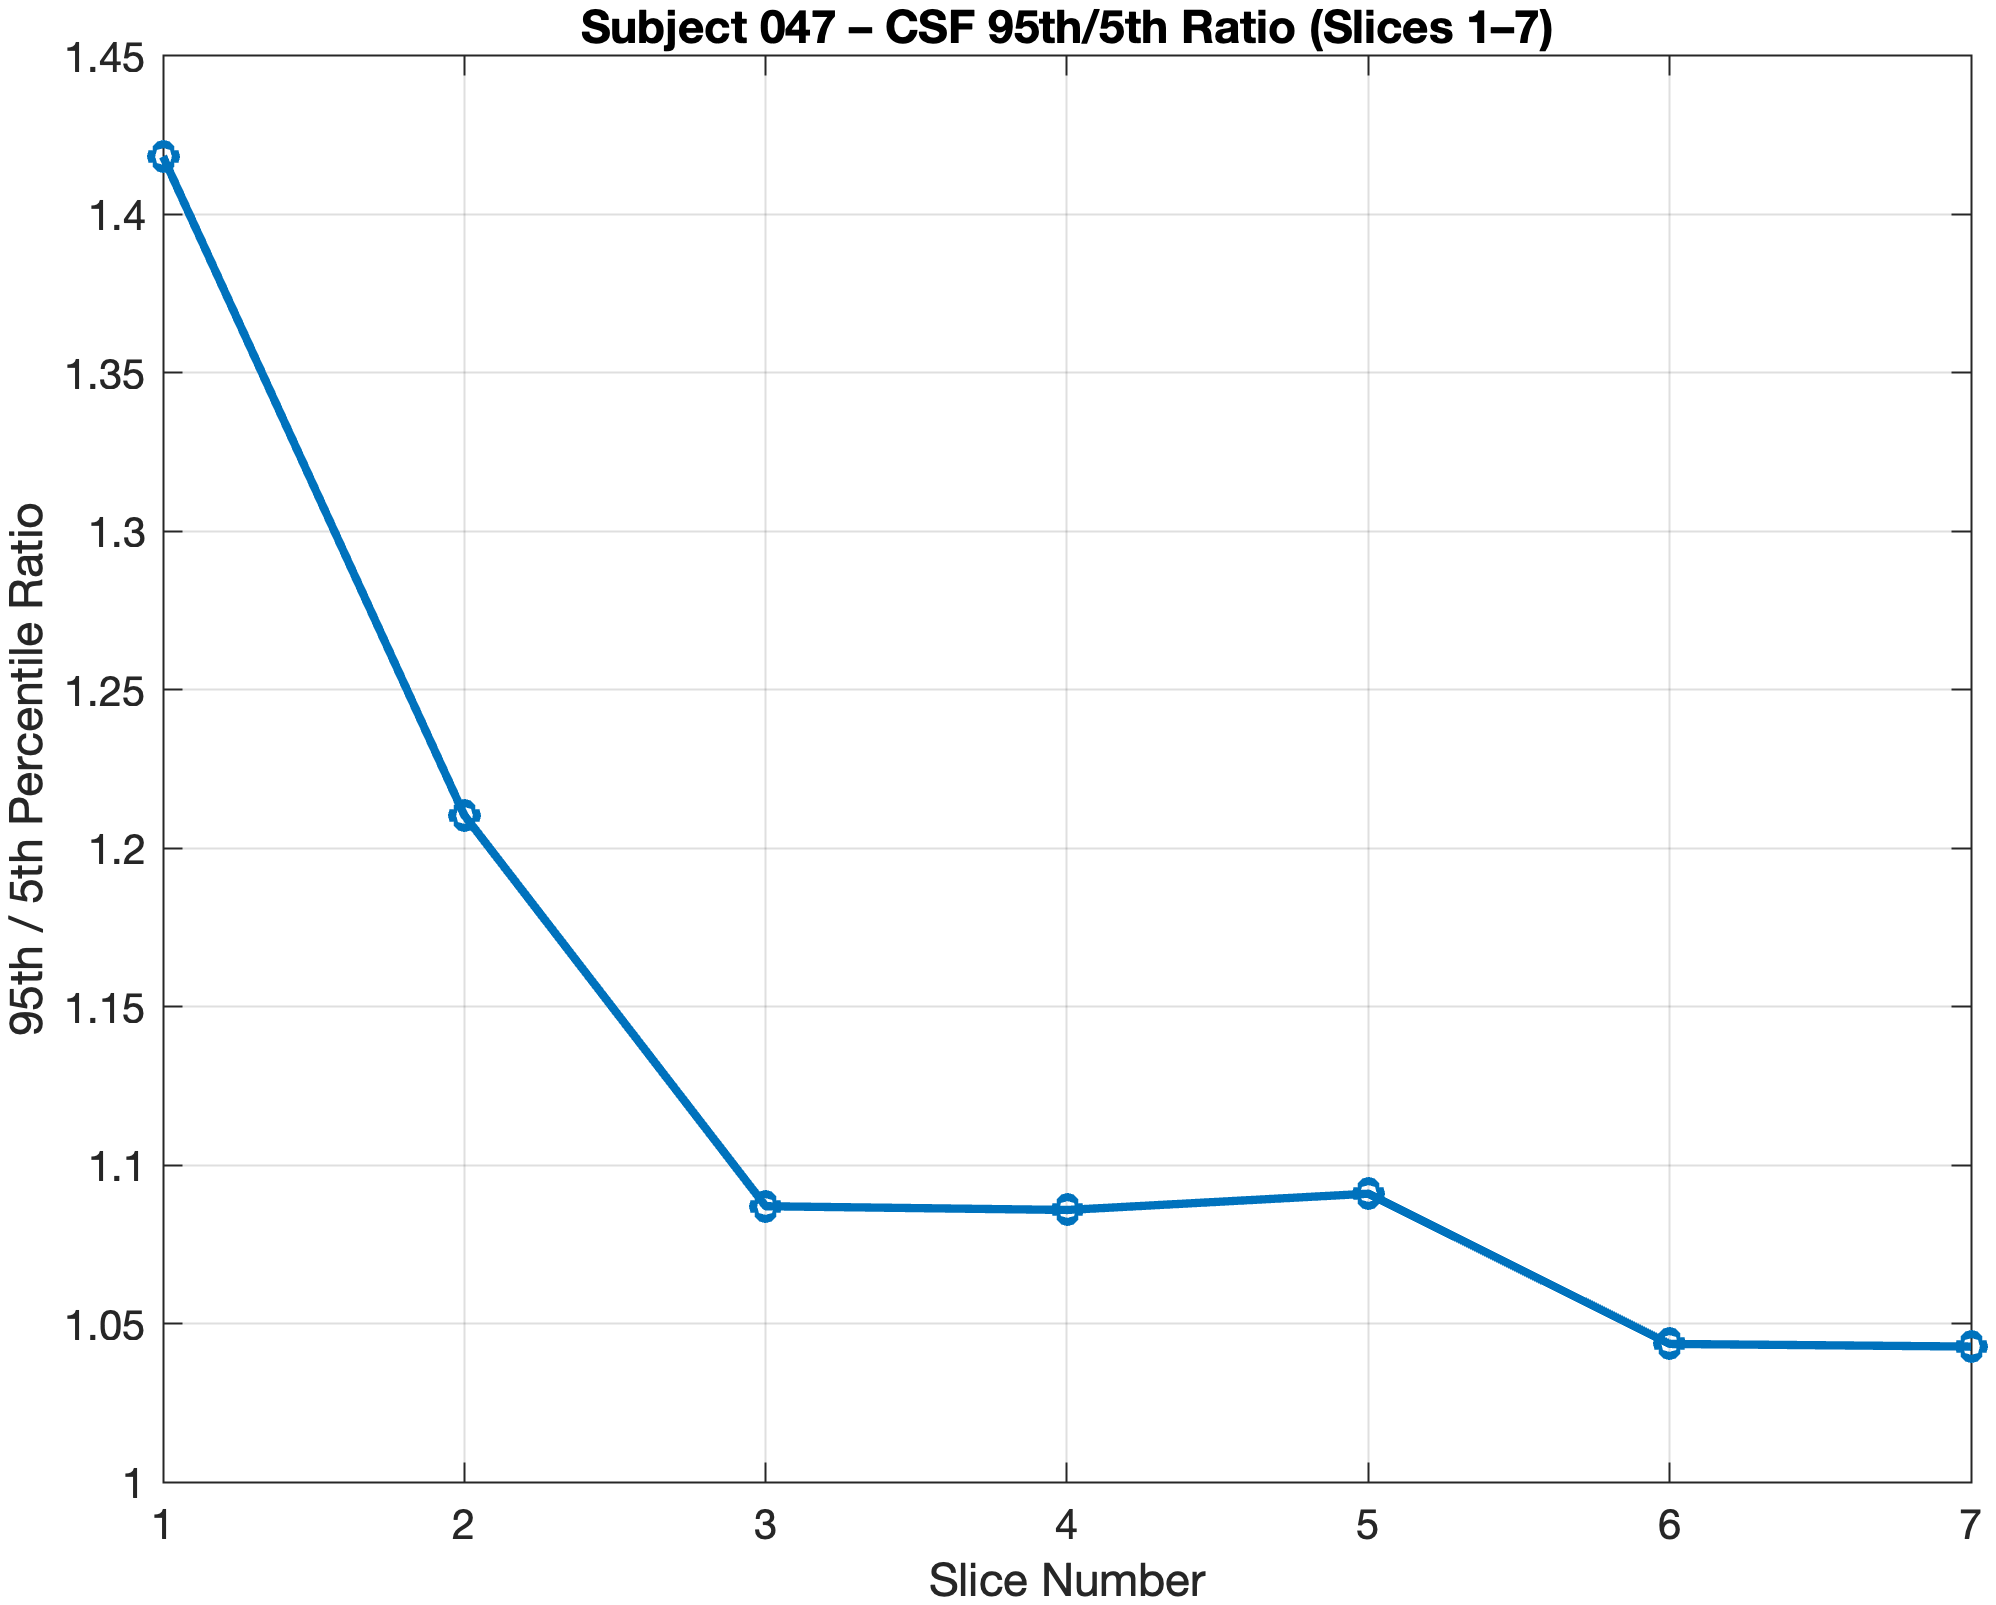 Subject 047 – CSF 95th/5th Ratio (Slices 1–7)
1.45
1.4
1.35
1.3
1.25
1.2
1.15
1.1
1.05
1
95th / 5th Percentile Ratio
1 2 3 4 5 6 7
Slice Number